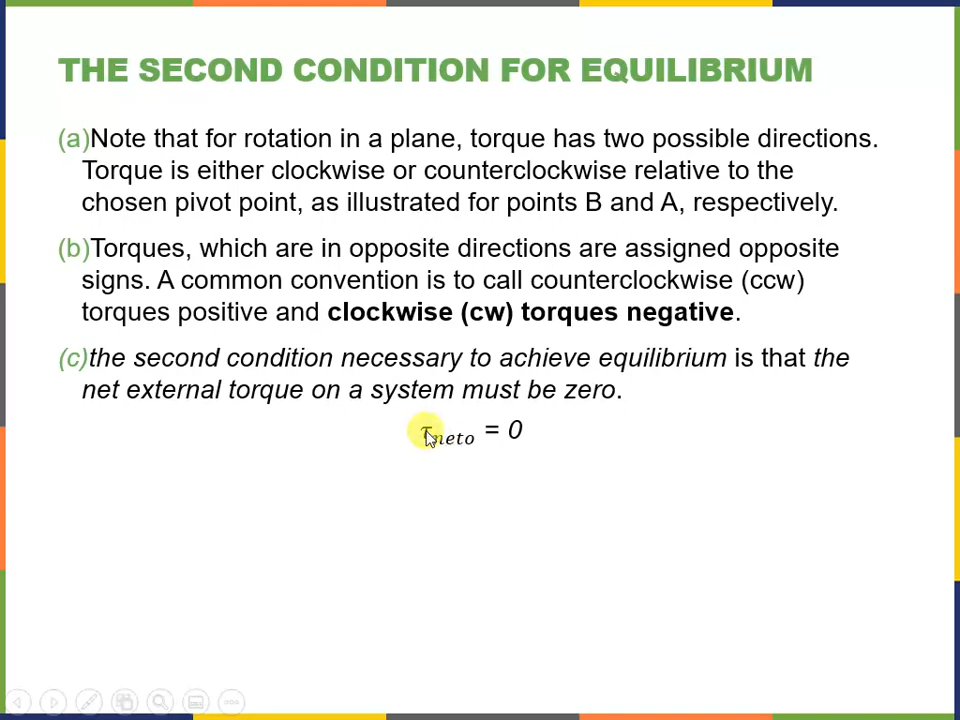 THE SECOND CONDITION FOR EQUILIBRIUM
(a)Note that for rotation in a plane, torque has two possible directions.
Torque is either clockwise or counterclockwise relative to the
chosen pivot point, as illustrated for points B and A, respectively.
(b)Torques, which are in opposite directions are assigned opposite
signs. A common convention is to call counterclockwise (ccw)
torques positive and clockwise (cw) torques negative.
(c)the second condition necessary to achieve equilibrium is that the
net external torque on a system must be zero.
τneto = 0